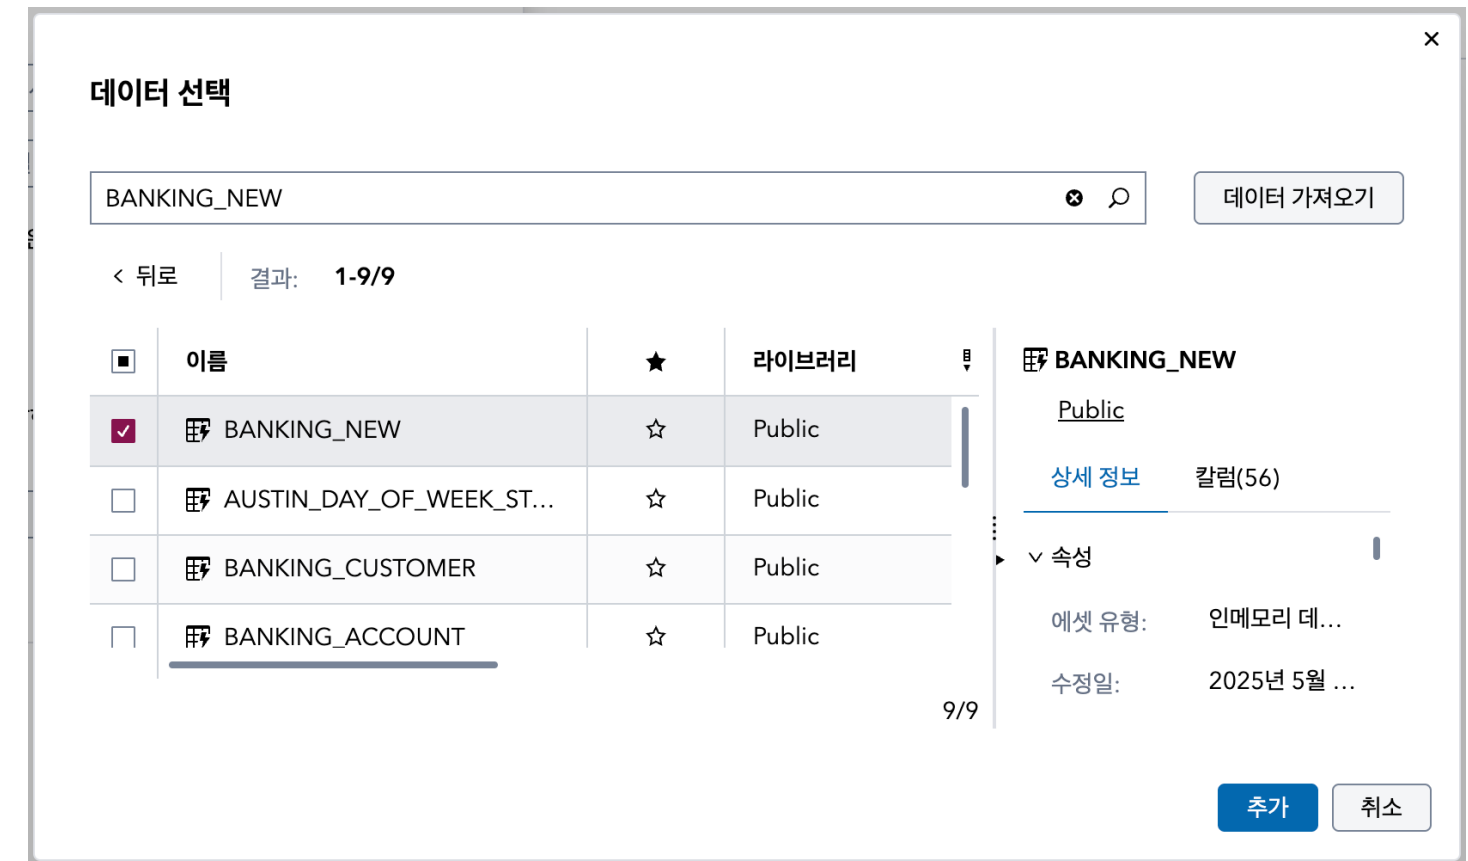 데이터 선택
BANKING_NEW
데이터 가져오기
뒤로
결과: 1-9/9
이름 라이브러리
BANKING_NEW Public
AUSTIN_DAY_OF_WEEK_ST... Public
BANKING_CUSTOMER Public
BANKING_ACCOUNT Public
9/9
BANKING_NEW
Public
상세 정보 칼럼(56)
속성
에셋 유형: 인메모리 데...
수정일: 2025년 5월 ...
추가 취소